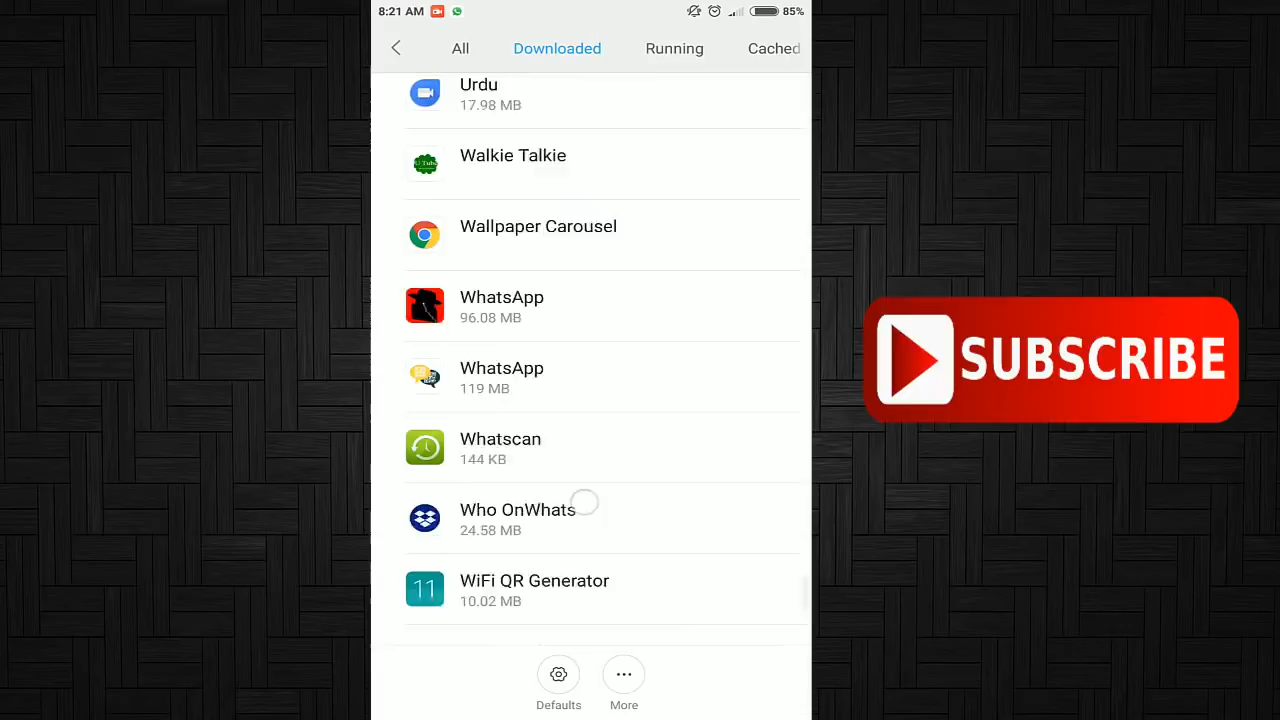 8:21 AM
85%
All
Downloaded
Running
Cached
Urdu
17.98 MB
Walkie Talkie
Wallpaper Carousel
WhatsApp
96.08 MB
WhatsApp
119 MB
Whatscan
144 KB
Who OnWhats
24.58 MB
11
WiFi QR Generator
10.02 MB
Defaults
More
SUBSCRIBE